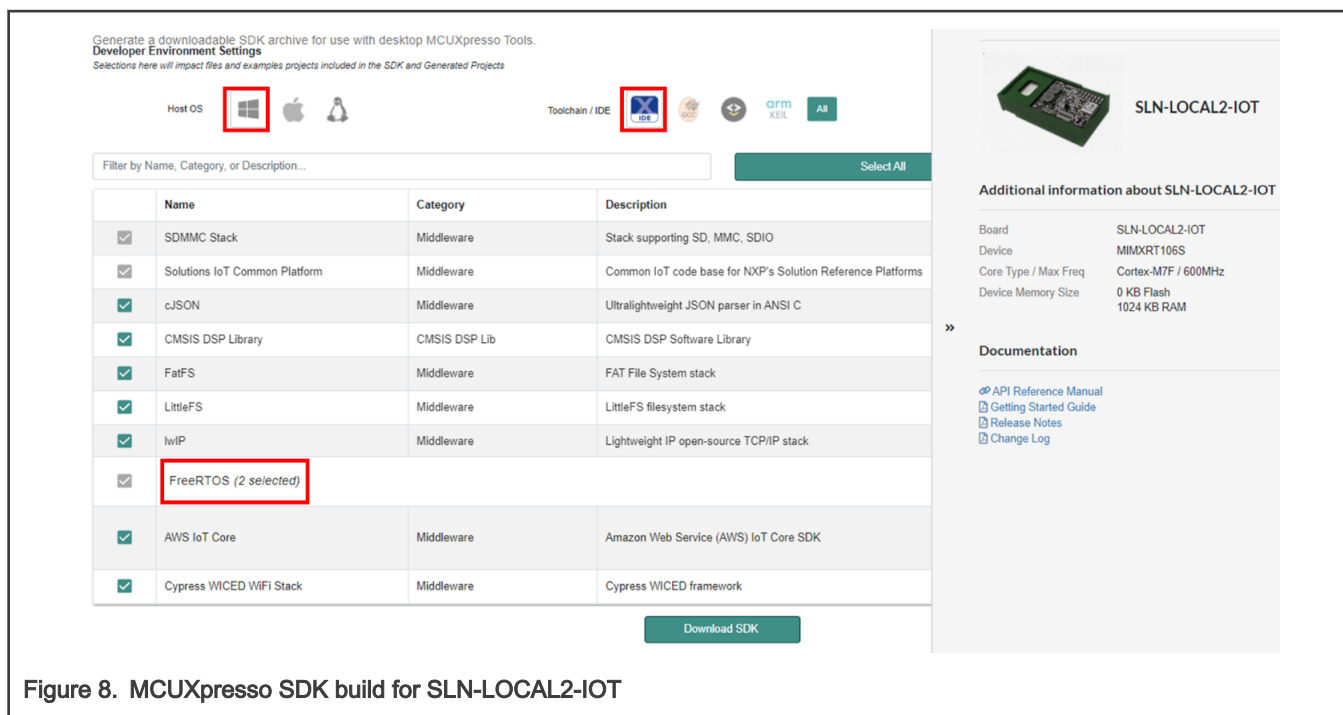 Generate a downloadable SDK archive for use with desktop MCUXpresso Tools.
Developer Environment Settings
Selections here will impact files and examples projects included in the SDK and Generated Projects
Host OS
Toolchain / IDE
IDE
GCC
arm
KEIL
All
Filter by Name, Category, or Description...
Select All
Name Category Description
SDMMC Stack Middleware Stack supporting SD, MMC, SDIO
Solutions IoT Common Platform Middleware Common IoT code base for NXP's Solution Reference Platforms
cJSON Middleware Ultralightweight JSON parser in ANSI C
CMSIS DSP Library CMSIS DSP Lib CMSIS DSP Software Library
FatFS Middleware FAT File System stack
LittleFS Middleware LittleFS filesystem stack
lwIP Middleware Lightweight IP open-source TCP/IP stack
FreeRTOS (2 selected)
AWS IoT Core Middleware Amazon Web Service (AWS) IoT Core SDK
Cypress WICED WiFi Stack Middleware Cypress WICED framework
Download SDK
»
SLN-LOCAL2-IOT
Additional information about SLN-LOCAL2-IOT
Board SLN-LOCAL2-IOT
Device MIMXRT106S
Core Type / Max Freq Cortex-M7F / 600MHz
Device Memory Size 0 KB Flash
1024 KB RAM
Documentation
API Reference Manual
Getting Started Guide
Release Notes
Change Log
Figure 8. MCUXpresso SDK build for SLN-LOCAL2-IOT